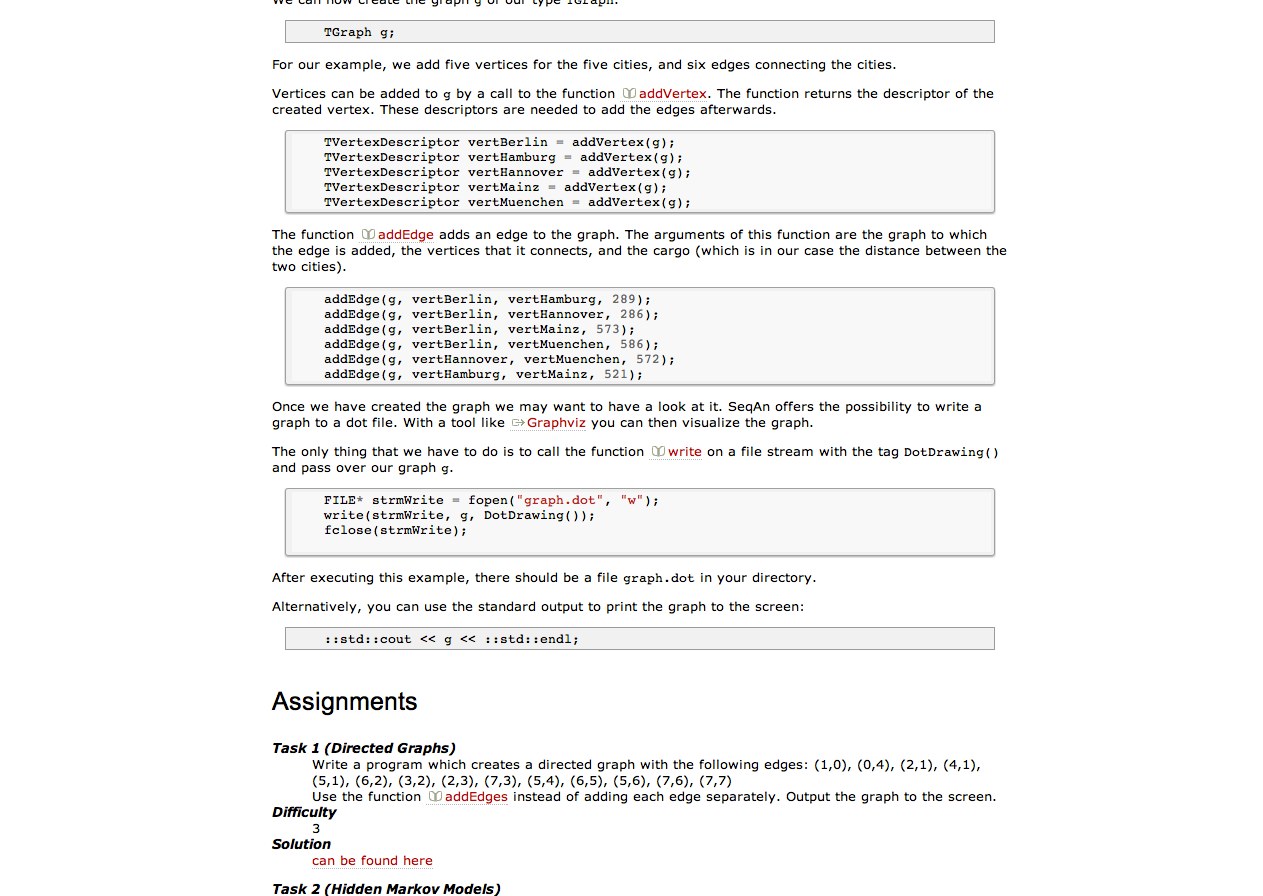 We can now create the graph g of our type TGraph.
TGraph g;
For our example, we add five vertices for the five cities, and six edges connecting the cities.
Vertices can be added to g by a call to the function addVertex. The function returns the descriptor of the
created vertex. These descriptors are needed to add the edges afterwards.
TVertexDescriptor vertBerlin = addVertex(g);
TVertexDescriptor vertHamburg = addVertex(g);
TVertexDescriptor vertHannover = addVertex(g);
TVertexDescriptor vertMainz = addVertex(g);
TVertexDescriptor vertMuenchen = addVertex(g);
The function addEdge adds an edge to the graph. The arguments of this function are the graph to which
the edge is added, the vertices that it connects, and the cargo (which is in our case the distance between the
two cities).
addEdge(g, vertBerlin, vertHamburg, 289);
addEdge(g, vertBerlin, vertHannover, 286);
addEdge(g, vertBerlin, vertMainz, 573);
addEdge(g, vertBerlin, vertMuenchen, 586);
addEdge(g, vertHannover, vertMuenchen, 572);
addEdge(g, vertHamburg, vertMainz, 521);
Once we have created the graph we may want to have a look at it. SeqAn offers the possibility to write a
graph to a dot file. With a tool like Graphviz you can then visualize the graph.
The only thing that we have to do is to call the function write on a file stream with the tag DotDrawing()
and pass over our graph g.
FILE* strmWrite = fopen("graph.dot", "w");
write(strmWrite, g, DotDrawing());
fclose(strmWrite);
After executing this example, there should be a file graph.dot in your directory.
Alternatively, you can use the standard output to print the graph to the screen:
::std::cout << g << ::std::endl;
Assignments
Task 1 (Directed Graphs)
Write a program which creates a directed graph with the following edges: (1,0), (0,4), (2,1), (4,1),
(5,1), (6,2), (3,2), (2,3), (7,3), (5,4), (6,5), (5,6), (7,6), (7,7)
Use the function addEdges instead of adding each edge separately. Output the graph to the screen.
Difficulty
3
Solution
can be found here
Task 2 (Hidden Markov Models)